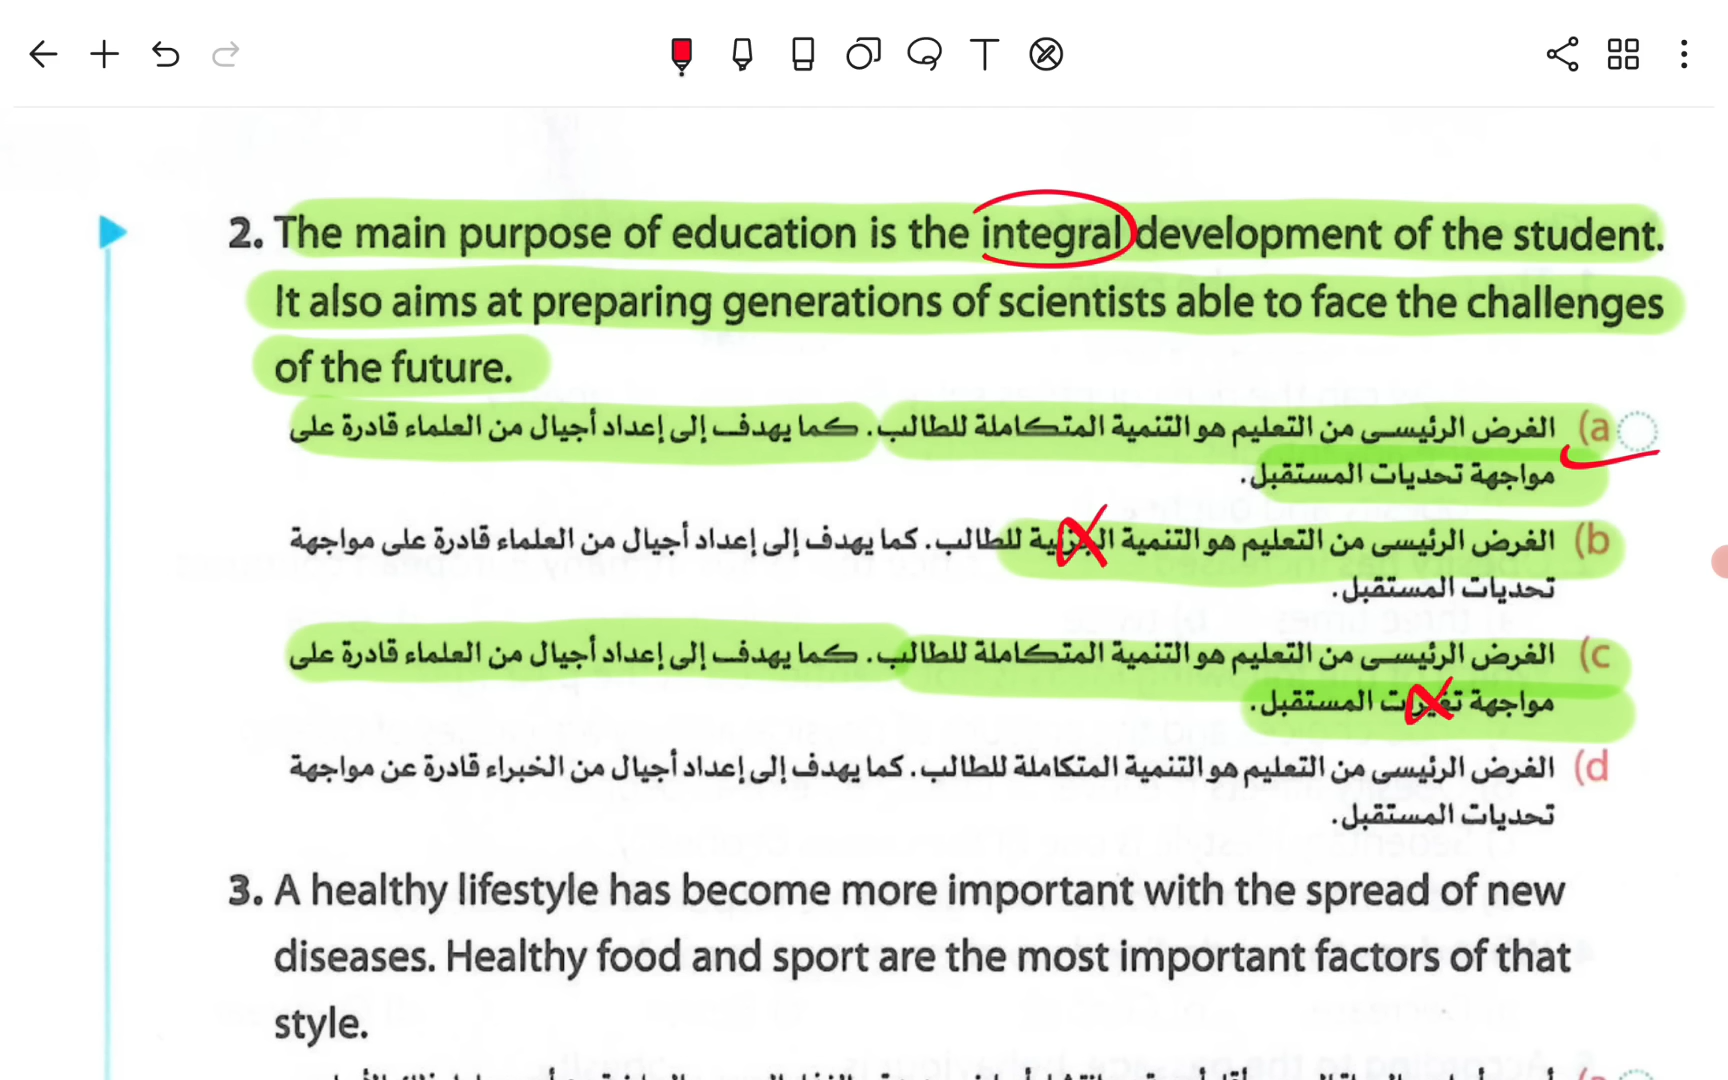 2. The main purpose of education is the integral development of the student.
It also aims at preparing generations of scientists able to face the challenges
of the future.
a) الغرض الرئيسى من التعليم هو التنمية المتكاملة للطالب. كما يهدف إلى إعداد أجيال من العلماء قادرة على
مواجهة تحديات المستقبل.
b) الغرض الرئيسى من التعليم هو التنمية الجزئية للطالب. كما يهدف إلى إعداد أجيال من العلماء قادرة على مواجهة
تحديات المستقبل.
c) الغرض الرئيسى من التعليم هو التنمية المتكاملة للطالب. كما يهدف إلى إعداد أجيال من العلماء قادرة على
مواجهة تغيرات المستقبل.
d) الغرض الرئيسى من التعليم هو التنمية المتكاملة للطالب. كما يهدف إلى إعداد أجيال من الخبراء قادرة عن مواجهة
تحديات المستقبل.
3. A healthy lifestyle has become more important with the spread of new
diseases. Healthy food and sport are the most important factors of that
style.